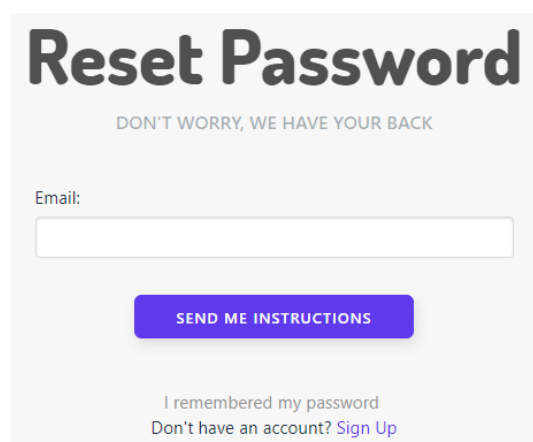 Reset Password
DON'T WORRY, WE HAVE YOUR BACK
Email:
SEND ME INSTRUCTIONS
I remembered my password
Don't have an account? Sign Up